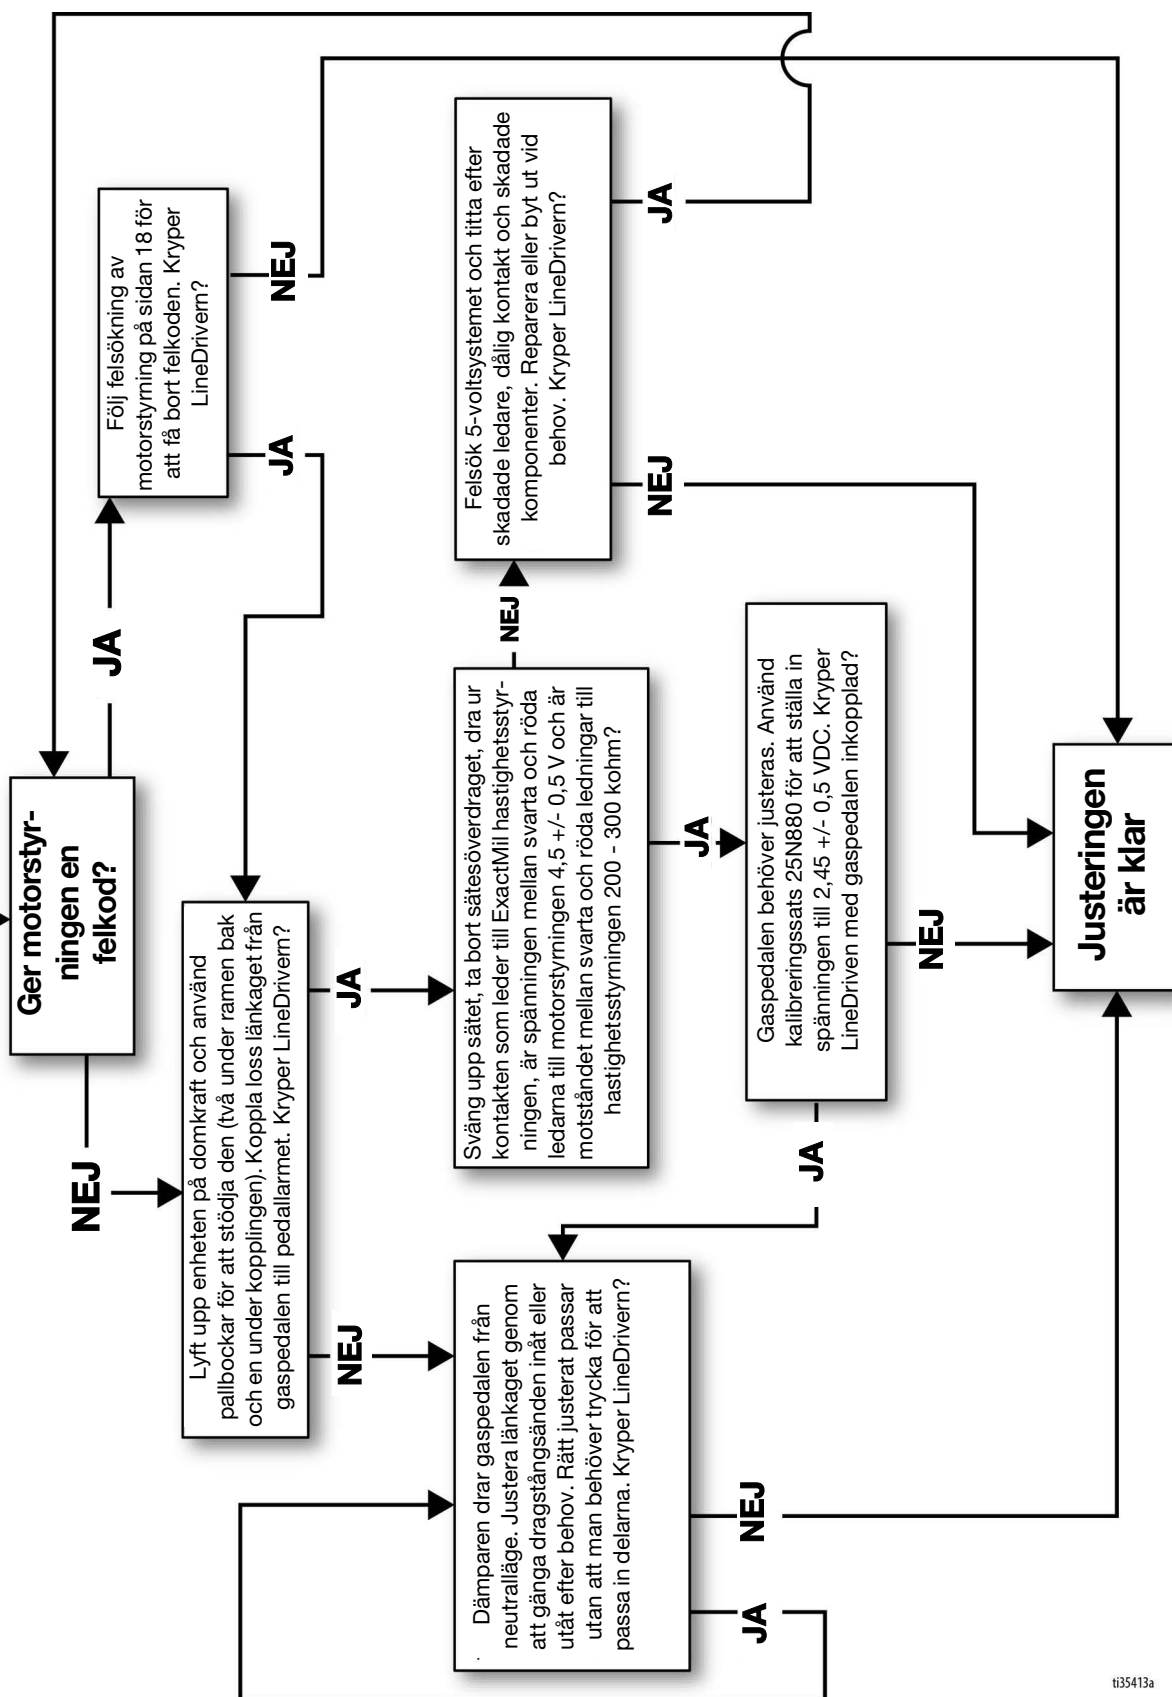 Ger motorstyr-
ningen en
felkod?
JA
Följ felsökning av
motorstyrning på sidan 18 för
att få bort felkoden. Kryper
LineDrivern?
NEJ
JA
NEJ
Lyft upp enheten på domkraft och använd
pallbockar för att stödja den (två under ramen bak
och en under kopplingen). Koppla loss länkaget från
gaspedalen till pedallarmet. Kryper LineDrivern?
JA
NEJ
Sväng upp sätet, ta bort sätesöverdraget, dra ur
kontakten som leder till ExactMil hastighetsstyr-
ningen, är spänningen mellan svarta och röda
ledarna till motorstyrningen 4,5 +/- 0,5 V och är
motståndet mellan svarta och röda ledningar till
hastighetsstyrningen 200 - 300 kohm?
NEJ
JA
Felsök 5-voltsystemet och titta efter
skadade ledare, dålig kontakt och skadade
komponenter. Reparera eller byt ut vid
behov. Kryper LineDrivern?
JA
NEJ
Gaspedalen behöver justeras. Använd
kalibreringssats 25N880 för att ställa in
spänningen till 2,45 +/- 0,5 VDC. Kryper
LineDriven med gaspedalen inkopplad?
NEJ
JA
Dämparen drar gaspedalen från
neutralläge. Justera länkaget genom
att gänga dragstångsänden inåt eller
utåt efter behov. Rätt justerat passar
utan att man behöver trycka för att
passa in delarna. Kryper LineDrivern?
NEJ
JA
Justeringen
är klar
ti35413a